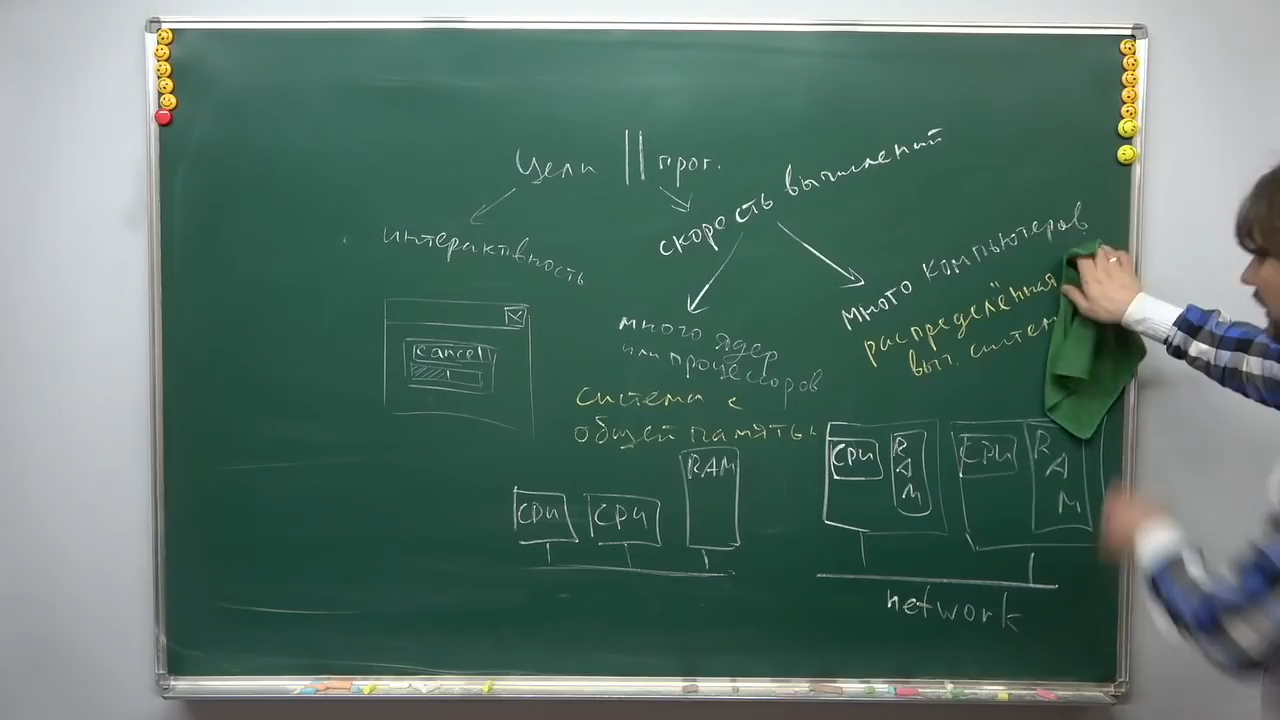 Цели || прог.
интерактивность
скорость вычислений
cancel
много ядер
или процессоров
система с
общей памятью
CPU CPU RAM
много компьютеров
распределённая
выч. систем
CPU RAM
CPU RAM
network